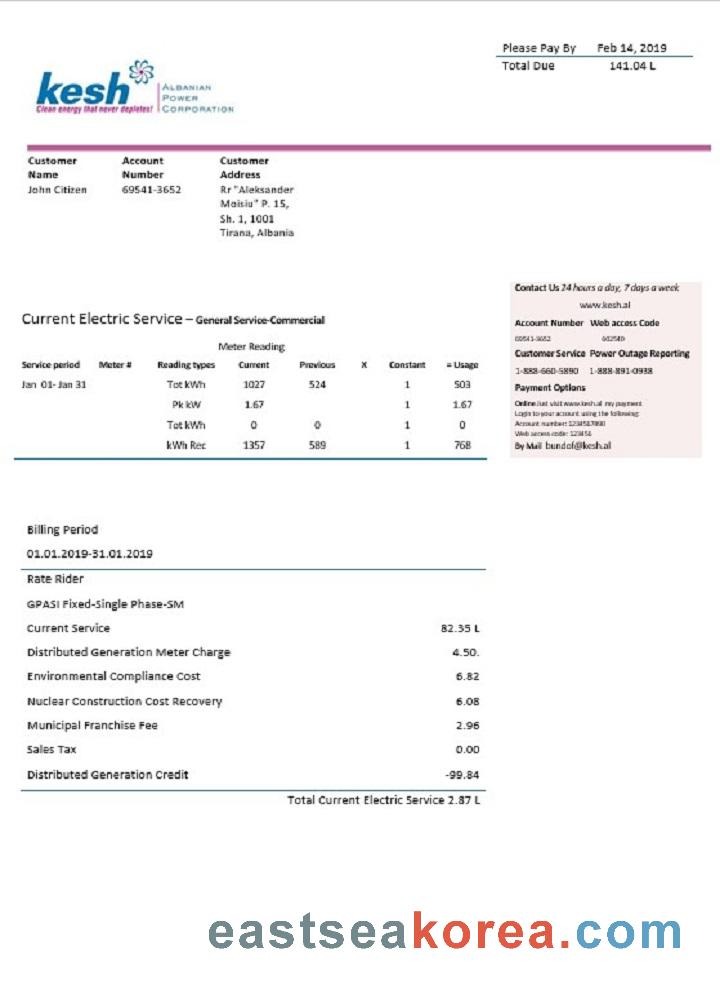 Please Pay By Feb 14, 2019
Total Due 141.04 L
kesh
Clean energy that never depletes!
ALBANIAN
POWER
CORPORATION
Customer Name
Account Number
Customer Address
John Citizen
69541-3652
Rr "Aleksander
Moisiu" P. 15,
Sh. 1, 1001
Tirana, Albania
Contact Us 24 hours a day, 7 days a week
www.kesh.al
Account Number Web access Code
69541-3652
Customer Service Power Outage Reporting
1-888-660-5890 1-888-891-0938
Payment Options
Online Just visit www.kesh.al my payment
Login to your account using the following:
Account number: 1234567890
Web access code: 123456
By Mail bundof@kesh.al
Current Electric Service – General Service-Commercial
Meter Reading
Service period Meter # Reading types Current Previous X Constant = Usage
Jan 01- Jan 31 Tot kWh 1027 524 1 503
Pk kW 1.67 1 1.67
Tot kWh 0 0 1 0
kWh Rec 1357 589 1 768
Billing Period
01.01.2019-31.01.2019
Rate Rider
GPASI Fixed-Single Phase-SM
Current Service 82.35 L
Distributed Generation Meter Charge 4.50.
Environmental Compliance Cost 6.82
Nuclear Construction Cost Recovery 6.08
Municipal Franchise Fee 2.96
Sales Tax 0.00
Distributed Generation Credit -99.84
Total Current Electric Service 2.87 L
eastseakorea.com